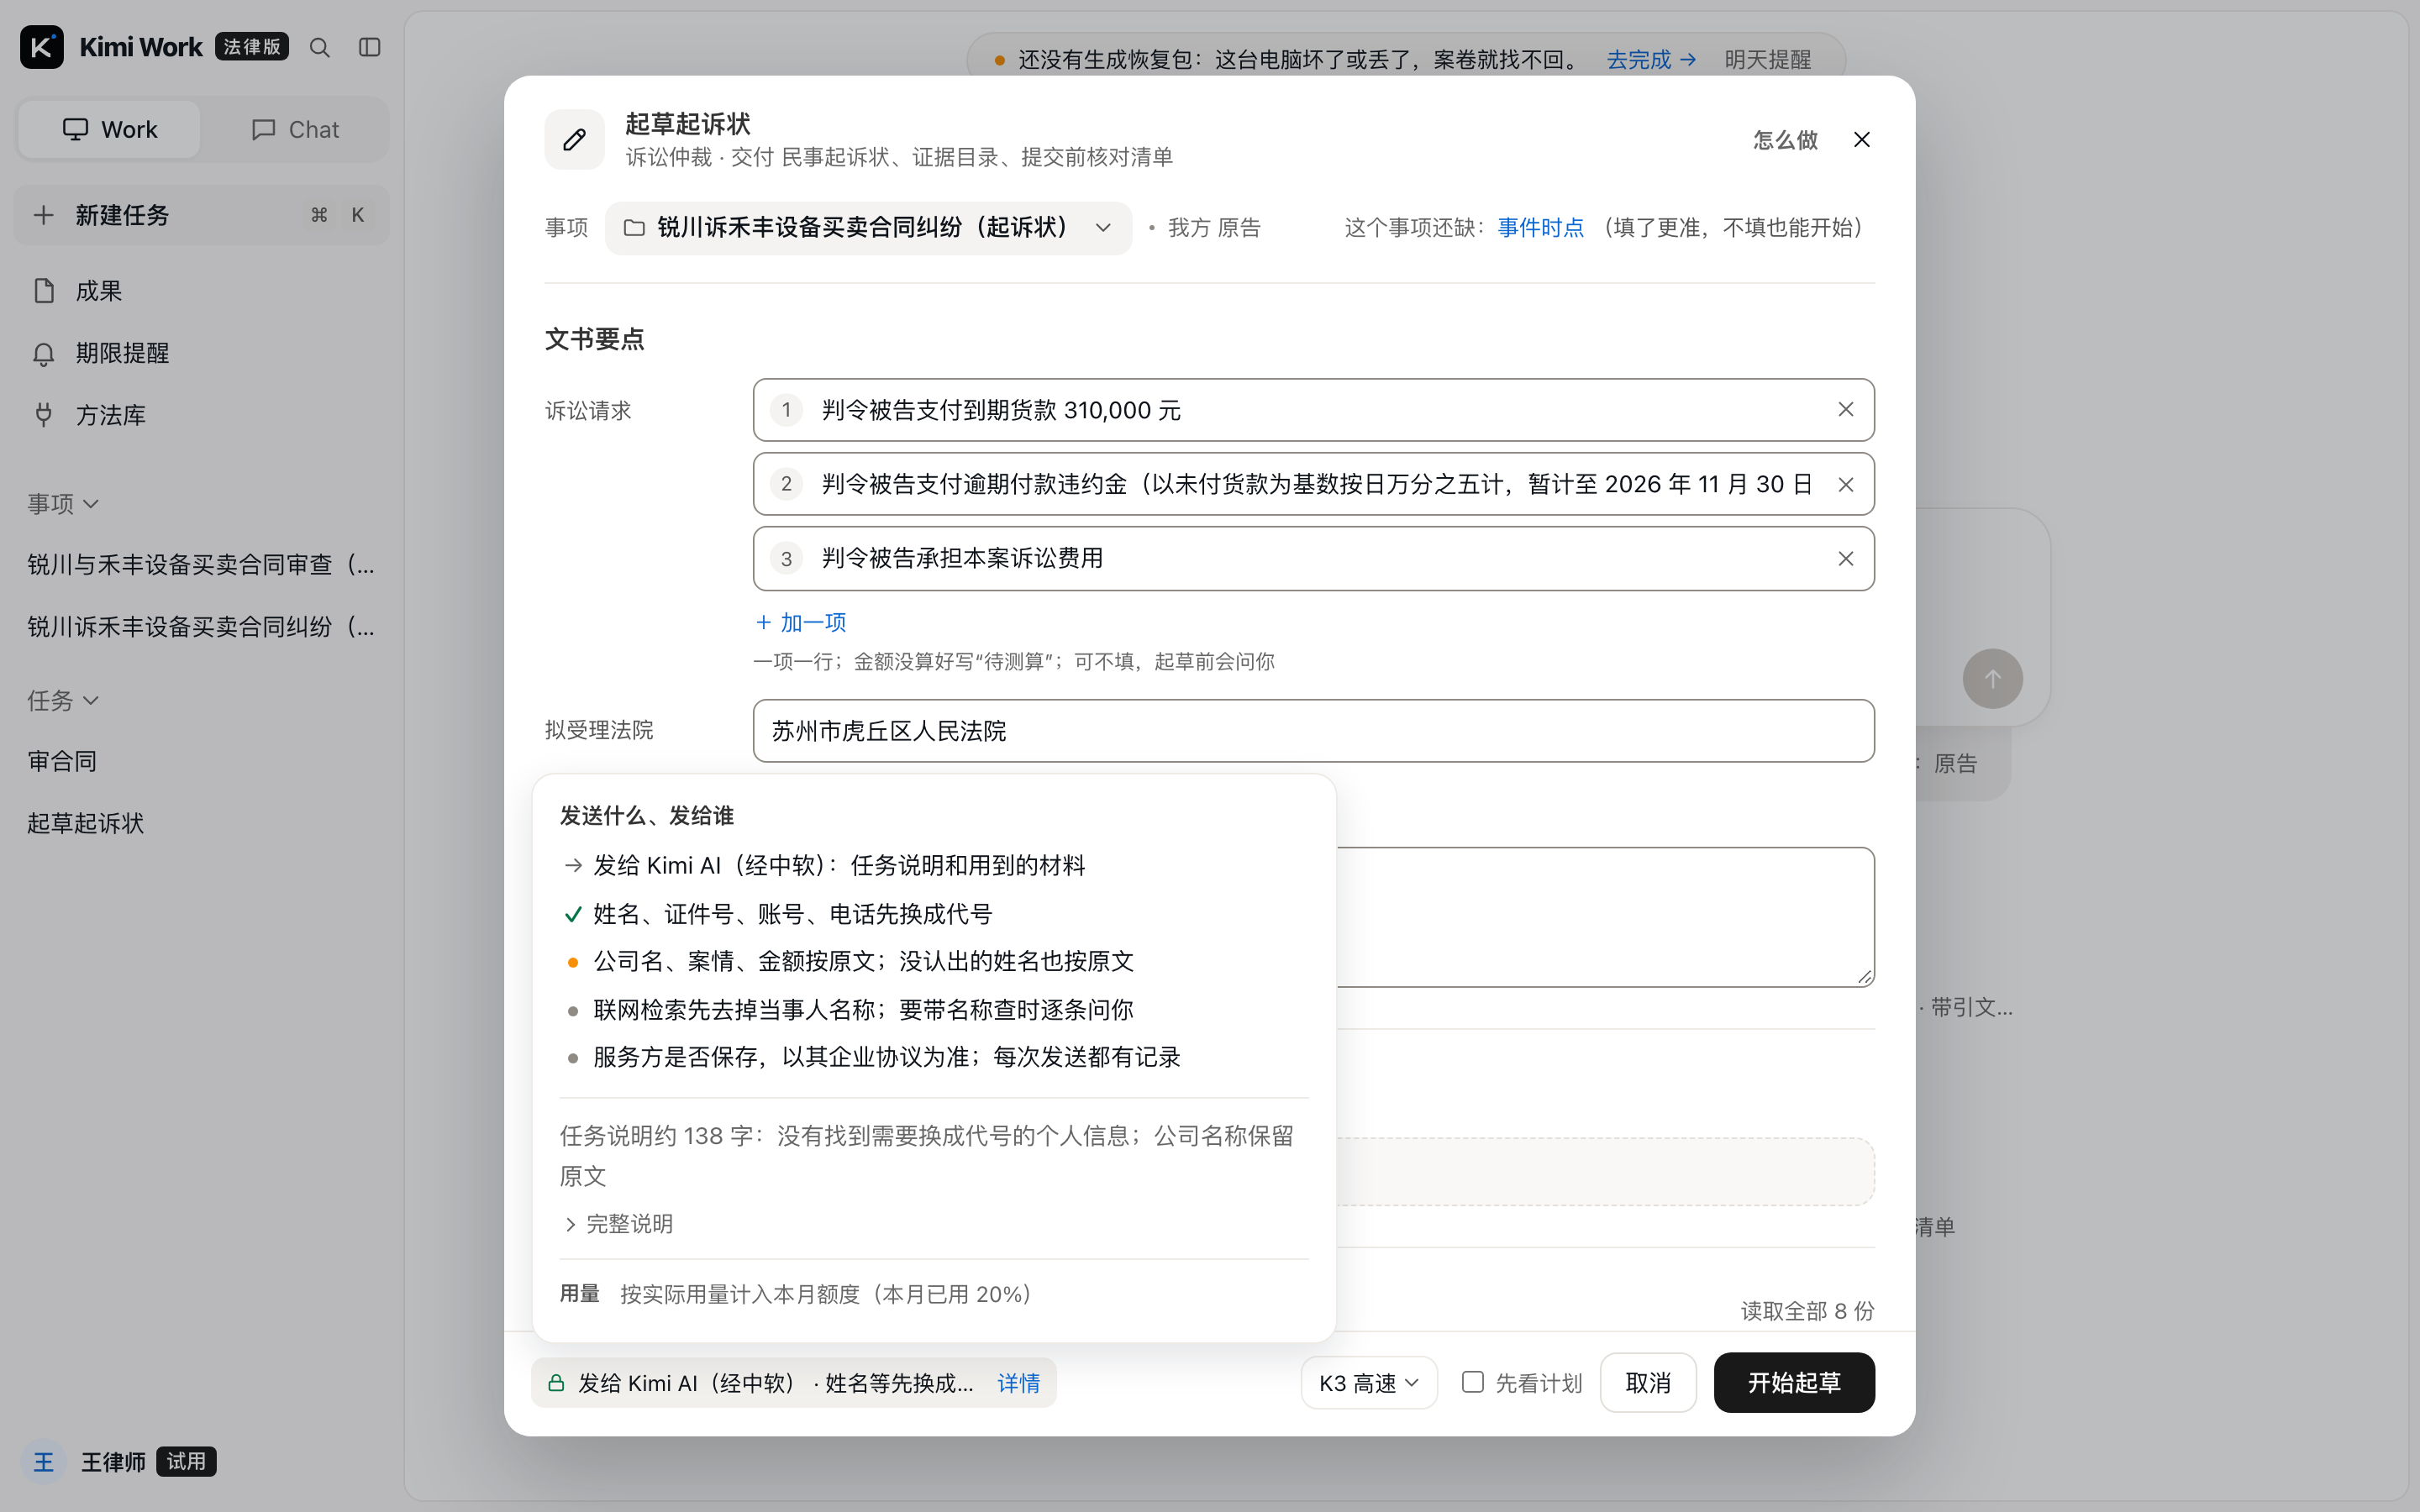 Kimi Work 法律版
Work
Chat
新建任务 ⌘ K
成果
期限提醒
方法库
事项
锐川与禾丰设备买卖合同审查（...
锐川诉禾丰设备买卖合同纠纷（...
任务
审合同
起草起诉状
王 王律师 试用
还没有生成恢复包：这台电脑坏了或丢了，案卷就找不回。 去完成 → 明天提醒
起草起诉状
诉讼仲裁 · 交付 民事起诉状、证据目录、提交前核对清单
怎么做
事项 锐川诉禾丰设备买卖合同纠纷（起诉状） • 我方 原告 这个事项还缺：事件时点 （填了更准，不填也能开始）
文书要点
诉讼请求
1 判令被告支付到期货款 310,000 元
2 判令被告支付逾期付款违约金（以未付货款为基数按日万分之五计，暂计至 2026 年 11 月 30 日
3 判令被告承担本案诉讼费用
+ 加一项
一项一行；金额没算好写“待测算”；可不填，起草前会问你
拟受理法院 苏州市虎丘区人民法院
发送什么、发给谁
→ 发给 Kimi AI（经中软）：任务说明和用到的材料
姓名、证件号、账号、电话先换成代号
公司名、案情、金额按原文；没认出的姓名也按原文
联网检索先去掉当事人名称；要带名称查时逐条问你
服务方是否保存，以其企业协议为准；每次发送都有记录
任务说明约 138 字：没有找到需要换成代号的个人信息；公司名称保留
原文
完整说明
用量 按实际用量计入本月额度（本月已用 20%）
读取全部 8 份
发给 Kimi AI（经中软） · 姓名等先换成... 详情
K3 高速
先看计划
取消
开始起草
：原告
· 带引文...
清单